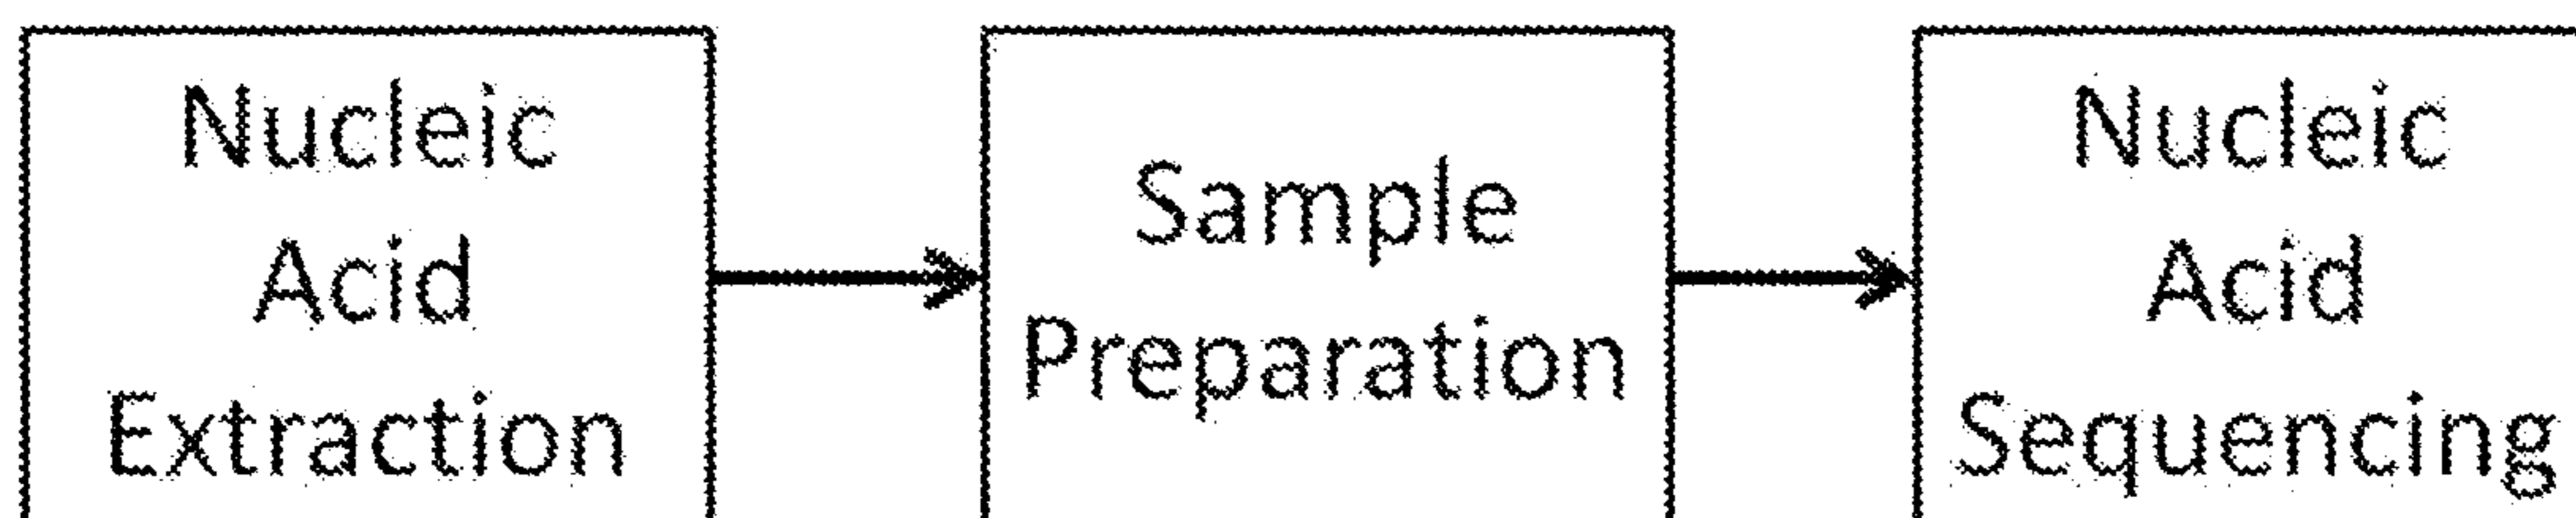 Nucleic
Acid
Extraction
Sample
Preparation
Nucleic
Acid
Sequencing